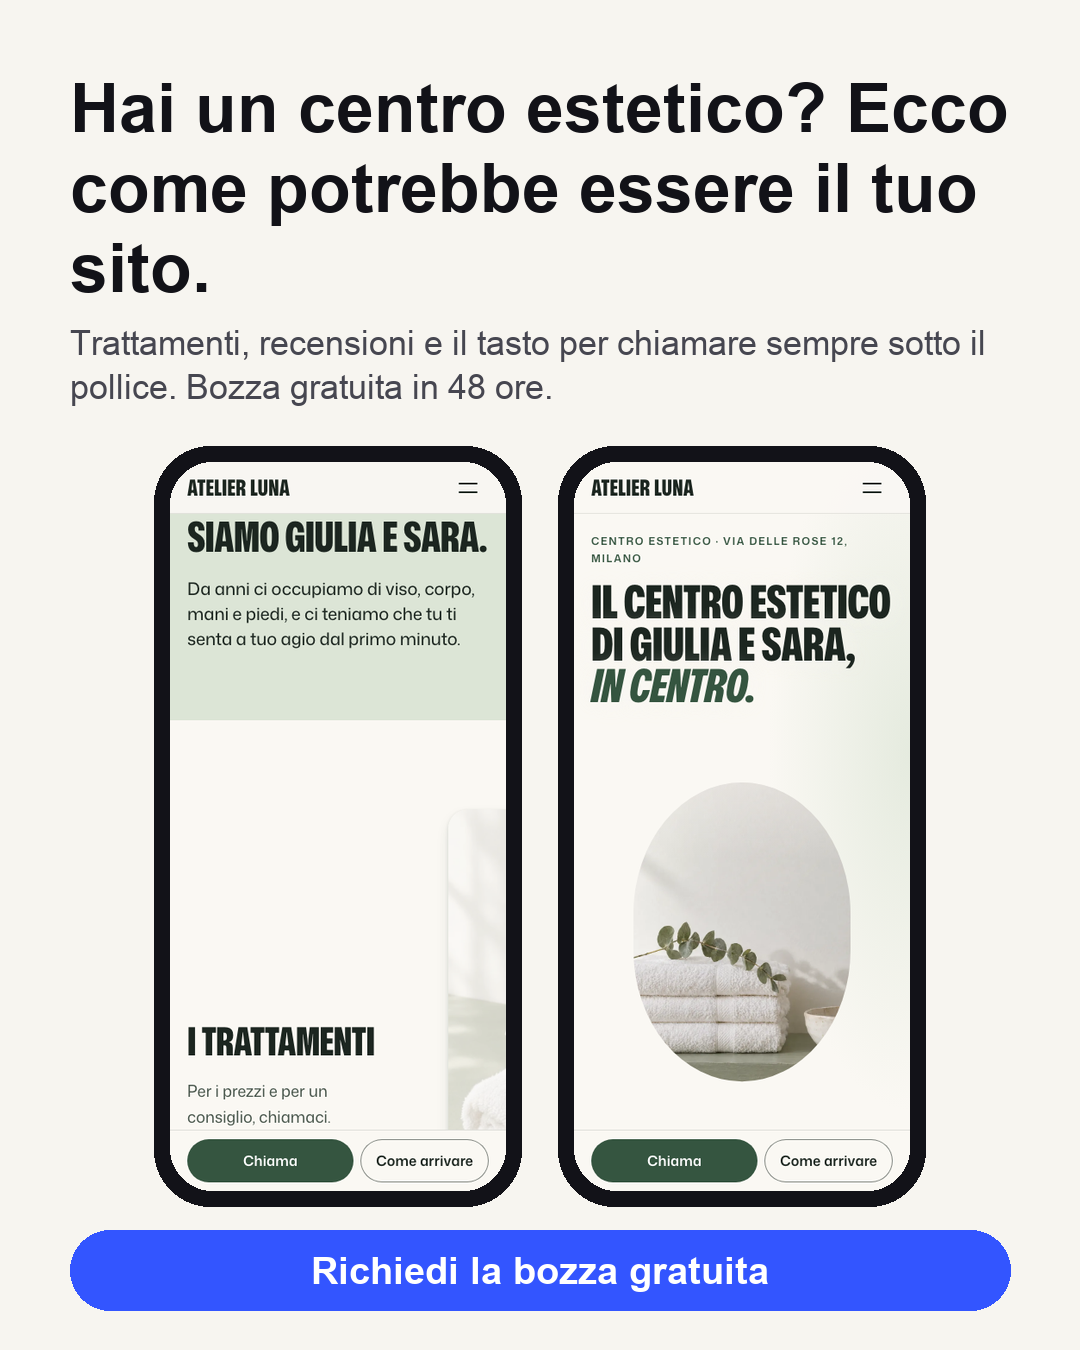 Hai un centro estetico? Ecco
come potrebbe essere il tuo
sito.
Trattamenti, recensioni e il tasto per chiamare sempre sotto il
pollice. Bozza gratuita in 48 ore.
ATELIER LUNA
SIAMO GIULIA E SARA.
Da anni ci occupiamo di viso, corpo,
mani e piedi, e ci teniamo che tu ti
senta a tuo agio dal primo minuto.
I TRATTAMENTI
Per i prezzi e per un
consiglio, chiamaci.
Chiama
Come arrivare
ATELIER LUNA
CENTRO ESTETICO · VIA DELLE ROSE 12,
MILANO
IL CENTRO ESTETICO
DI GIULIA E SARA,
IN CENTRO.
Chiama
Come arrivare
Richiedi la bozza gratuita